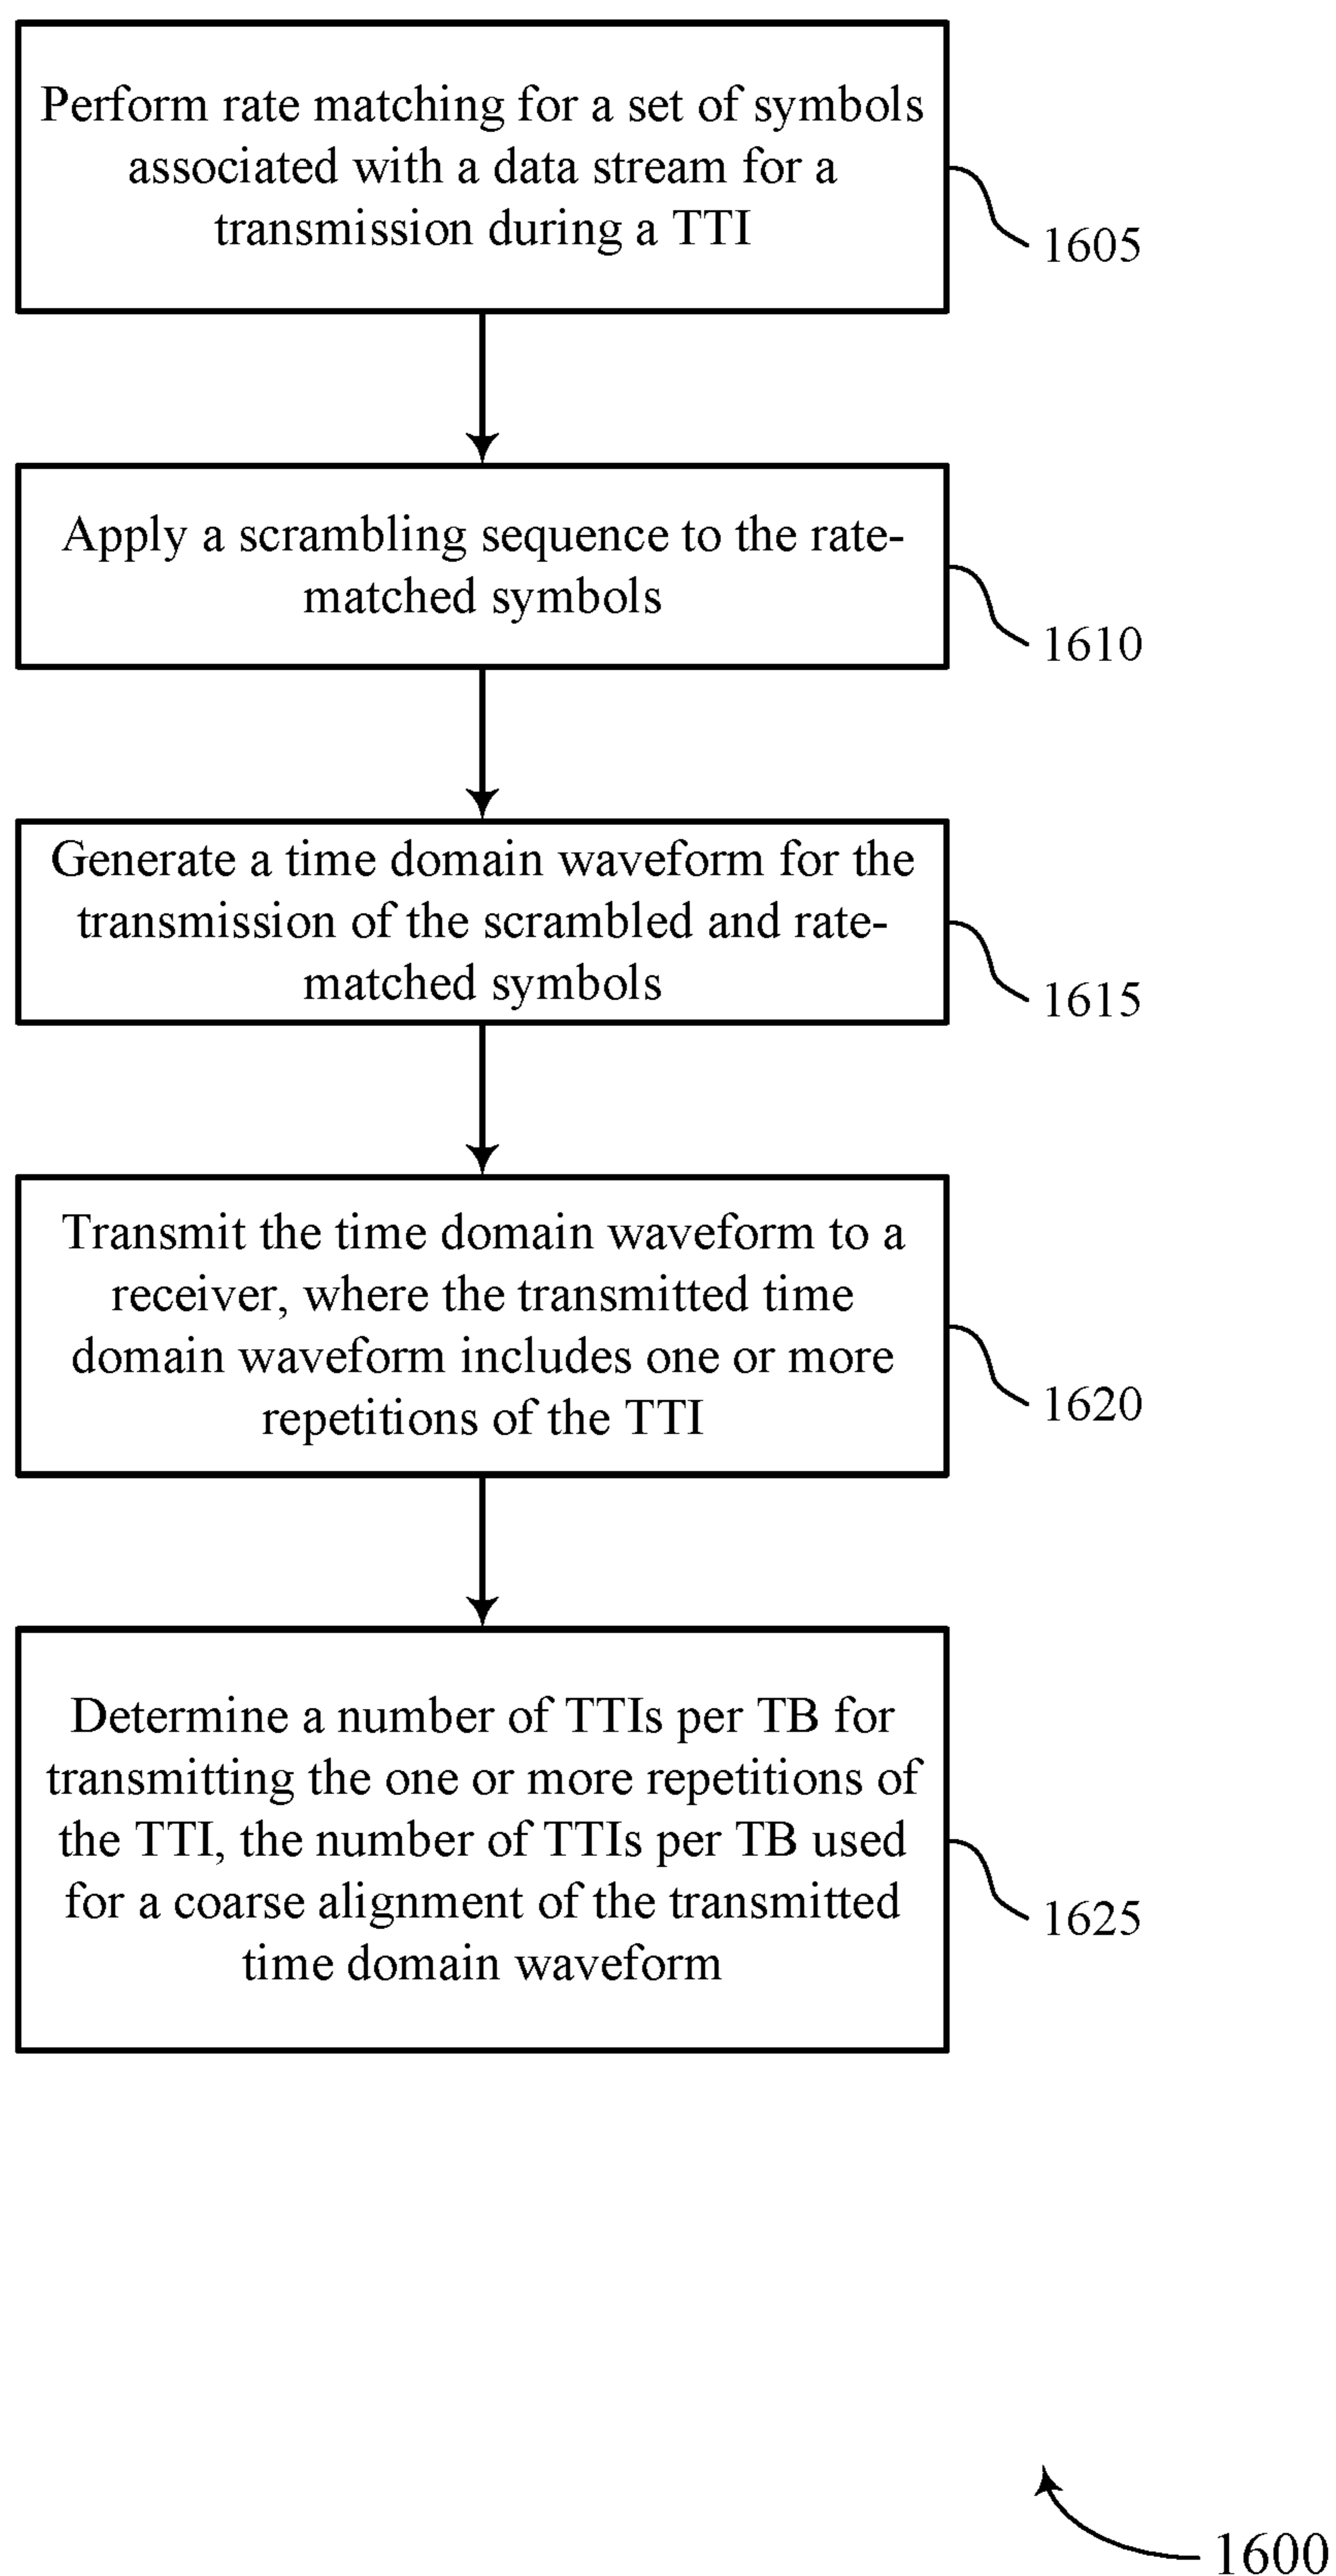 Perform rate matching for a set of symbols
associated with a data stream for a
transmission during a TTI
1605
Apply a scrambling sequence to the rate-
matched symbols
1610
Generate a time domain waveform for the
transmission of the scrambled and rate-
matched symbols
1615
Transmit the time domain waveform to a
receiver, where the transmitted time
domain waveform includes one or more
repetitions of the TTI
1620
Determine a number of TTIs per TB for
transmitting the one or more repetitions of
the TTI, the number of TTIs per TB used
for a coarse alignment of the transmitted
time domain waveform
1625
1600